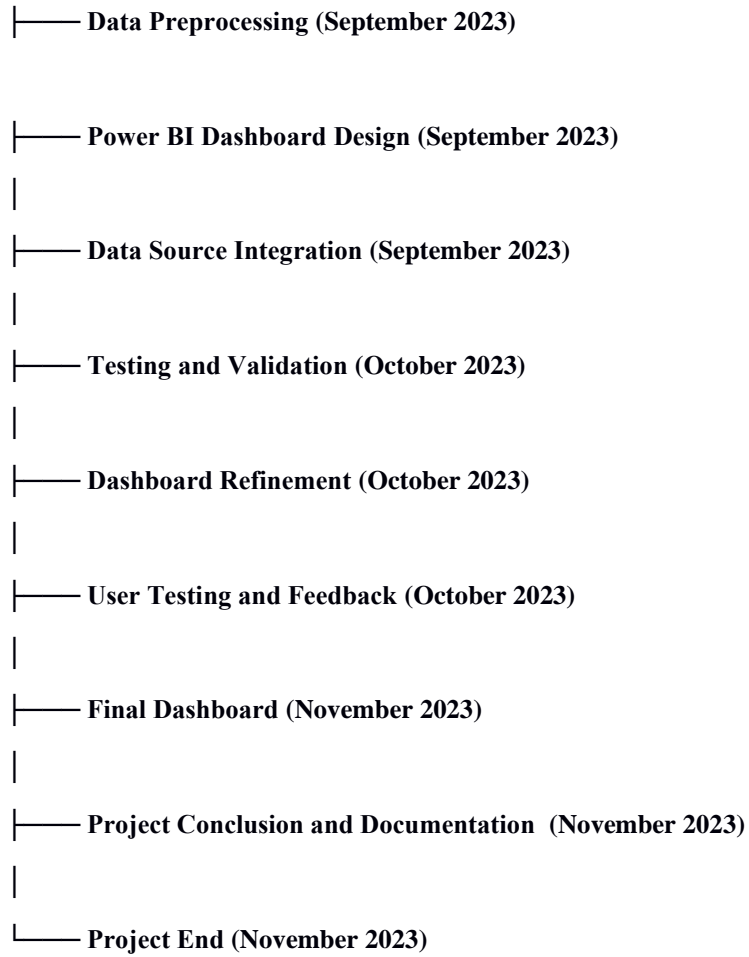 ├── Data Preprocessing (September 2023)
├── Power BI Dashboard Design (September 2023)
│
├── Data Source Integration (September 2023)
│
├── Testing and Validation (October 2023)
│
├── Dashboard Refinement (October 2023)
│
├── User Testing and Feedback (October 2023)
│
├── Final Dashboard (November 2023)
│
├── Project Conclusion and Documentation  (November 2023)
│
└── Project End (November 2023)